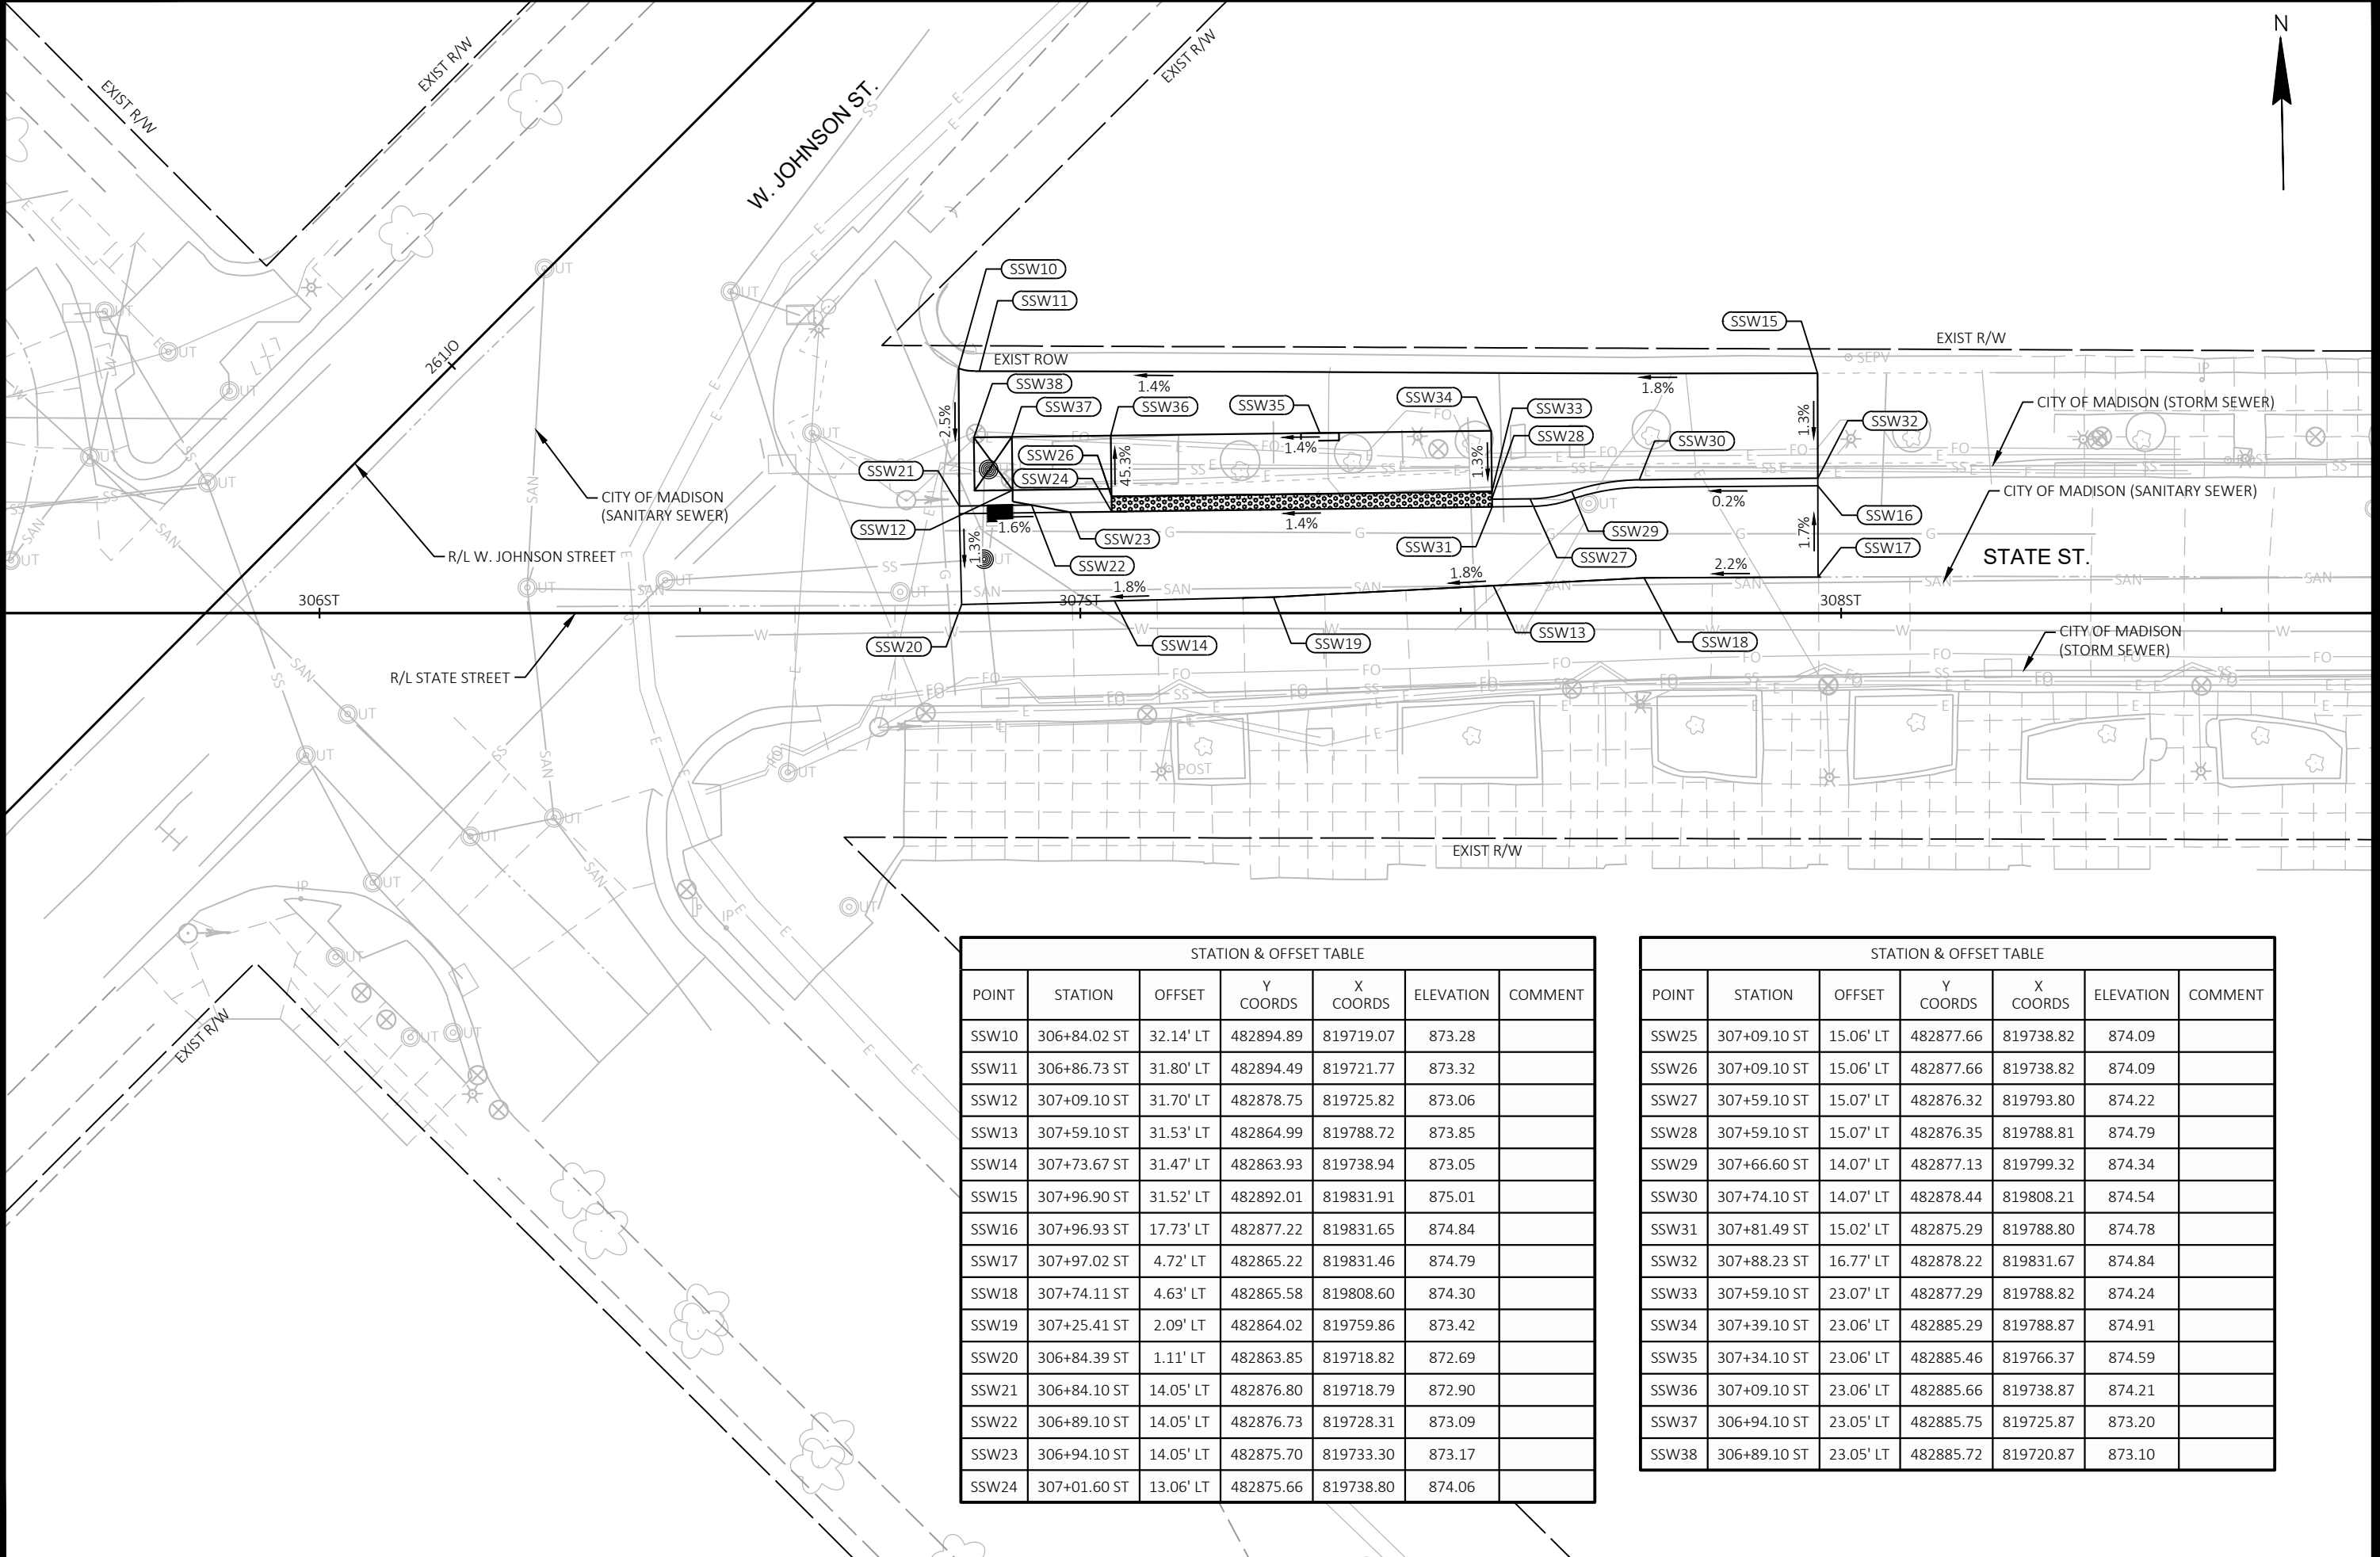 N
EXIST R/W
EXIST R/W
EXIST R/W
W. JOHNSON ST.
261JO
SSW10
SSW11
SSW15
EXIST R/W
EXIST ROW
SEPV
1.4%
1.8%
SSW38
SSW37
SSW36
SSW35
SSW34
SSW33
SSW28
SSW30
SSW32
CITY OF MADISON (STORM SEWER)
2.5%
1.4%
1.3%
1.3%
45.3%
SSW26
SSW24
SSW21
SSW12
CITY OF MADISON
(SANITARY SEWER)
CITY OF MADISON (SANITARY SEWER)
0.2%
SSW16
1.6%
1.4%
SSW29
SSW23
SSW31
SSW27
SSW22
SSW17
1.7%
1.3%
R/L W. JOHNSON STREET
STATE ST.
1.8%
1.8%
2.2%
306ST
307ST
308ST
SSW20
SSW14
SSW19
SSW13
SSW18
CITY OF MADISON
(STORM SEWER)
R/L STATE STREET
POST
EXIST R/W
EXIST R/W
STATION & OFFSET TABLE
POINT STATION OFFSET Y COORDS X COORDS ELEVATION COMMENT
SSW10 306+84.02 ST 32.14' LT 482894.89 819719.07 873.28
SSW11 306+86.73 ST 31.80' LT 482894.49 819721.77 873.32
SSW12 307+09.10 ST 31.70' LT 482878.75 819725.82 873.06
SSW13 307+59.10 ST 31.53' LT 482864.99 819788.72 873.85
SSW14 307+73.67 ST 31.47' LT 482863.93 819738.94 873.05
SSW15 307+96.90 ST 31.52' LT 482892.01 819831.91 875.01
SSW16 307+96.93 ST 17.73' LT 482877.22 819831.65 874.84
SSW17 307+97.02 ST 4.72' LT 482865.22 819831.46 874.79
SSW18 307+74.11 ST 4.63' LT 482865.58 819808.60 874.30
SSW19 307+25.41 ST 2.09' LT 482864.02 819759.86 873.42
SSW20 306+84.39 ST 1.11' LT 482863.85 819718.82 872.69
SSW21 306+84.10 ST 14.05' LT 482876.80 819718.79 872.90
SSW22 306+89.10 ST 14.05' LT 482876.73 819728.31 873.09
SSW23 306+94.10 ST 14.05' LT 482875.70 819733.30 873.17
SSW24 307+01.60 ST 13.06' LT 482875.66 819738.80 874.06
STATION & OFFSET TABLE
POINT STATION OFFSET Y COORDS X COORDS ELEVATION COMMENT
SSW25 307+09.10 ST 15.06' LT 482877.66 819738.82 874.09
SSW26 307+09.10 ST 15.06' LT 482877.66 819738.82 874.09
SSW27 307+59.10 ST 15.07' LT 482876.32 819793.80 874.22
SSW28 307+59.10 ST 15.07' LT 482876.35 819788.81 874.79
SSW29 307+66.60 ST 14.07' LT 482877.13 819799.32 874.34
SSW30 307+74.10 ST 14.07' LT 482878.44 819808.21 874.54
SSW31 307+81.49 ST 15.02' LT 482875.29 819788.80 874.78
SSW32 307+88.23 ST 16.77' LT 482878.22 819831.67 874.84
SSW33 307+59.10 ST 23.07' LT 482877.29 819788.82 874.24
SSW34 307+39.10 ST 23.06' LT 482885.29 819788.87 874.91
SSW35 307+34.10 ST 23.06' LT 482885.46 819766.37 874.59
SSW36 307+09.10 ST 23.06' LT 482885.66 819738.87 874.21
SSW37 306+94.10 ST 23.05' LT 482885.75 819725.87 873.20
SSW38 306+89.10 ST 23.05' LT 482885.72 819720.87 873.10